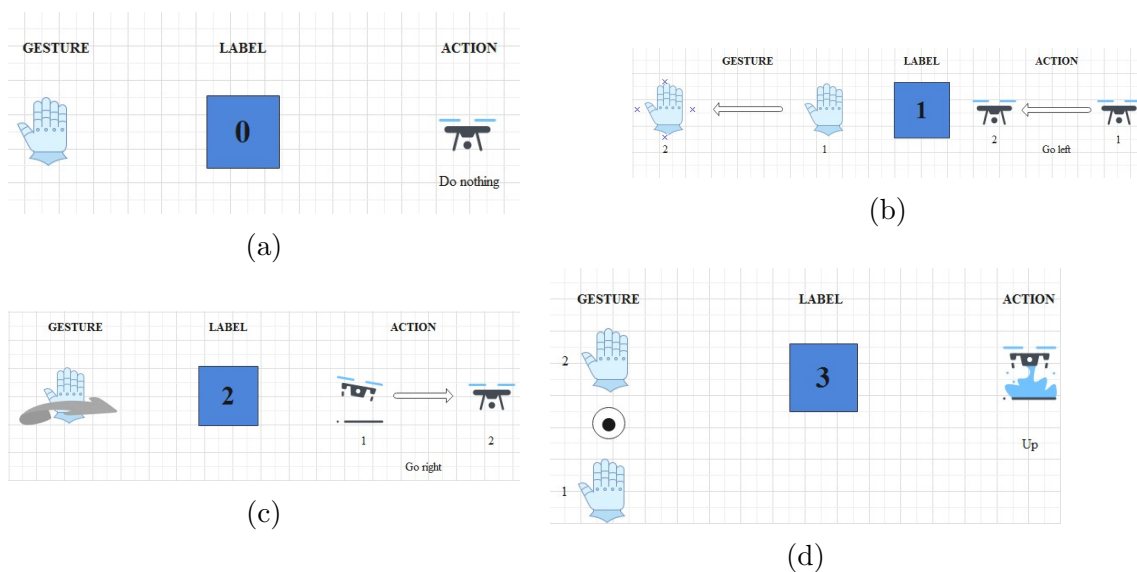 GESTURE LABEL ACTION
0
Do nothing
(a)
GESTURE LABEL ACTION
1
2 1 2 1
Go left
(b)
GESTURE LABEL ACTION
2
1 2
Go right
(c)
GESTURE LABEL ACTION
2
3
Up
1
(d)